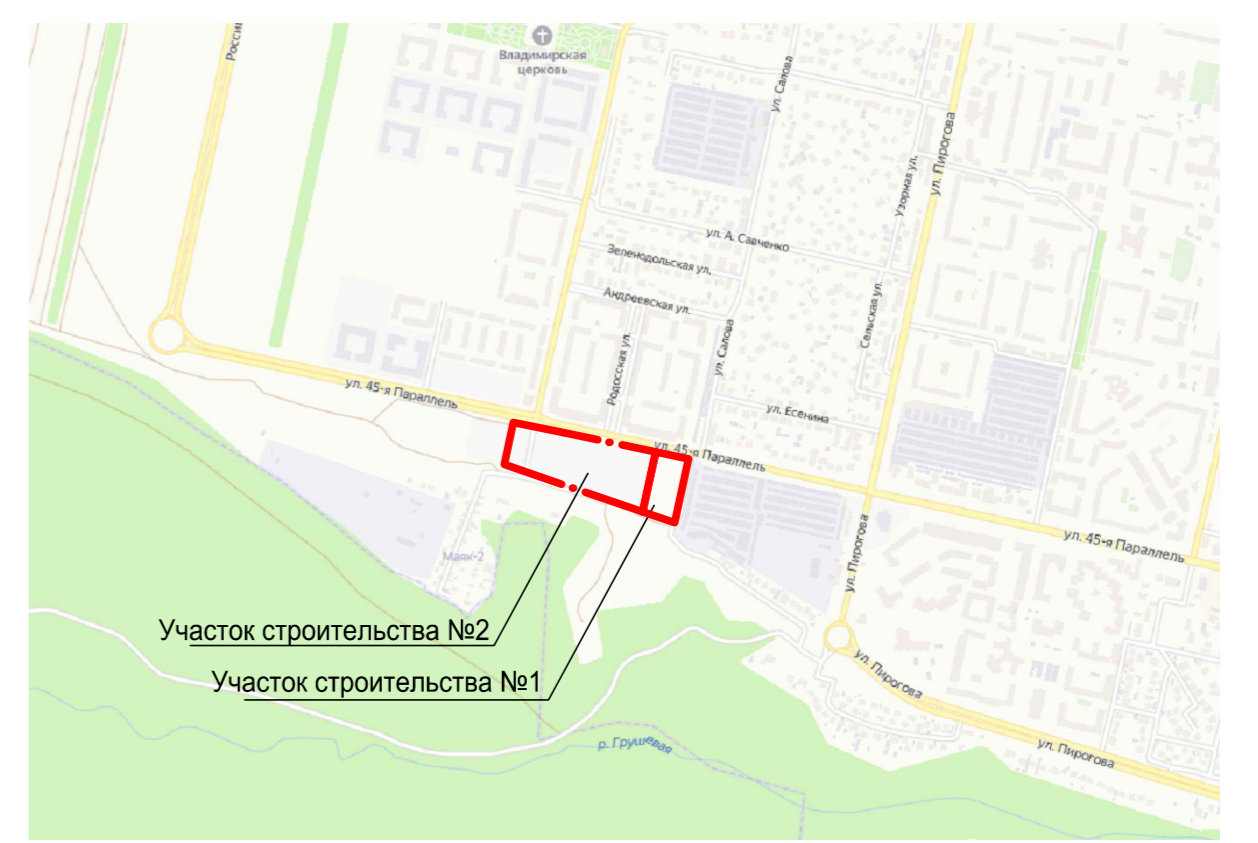 Росси
Владимирская
церковь
ул. Салова
ул. Пирогова
Узорная ул.
ул. А. Савченко
Зеленодольская ул.
Андреевская ул.
Сельская ул.
ул. Салова
Родосская ул.
ул. 45-я Параллель
ул. Есенина
ул. 45-я Параллель
ул. 45-я Параллель
ул. Пирогова
Маяк-2
Участок строительства №2
Участок строительства №1
ул. Пирогова
р. Грушевая
ул. Пирогова